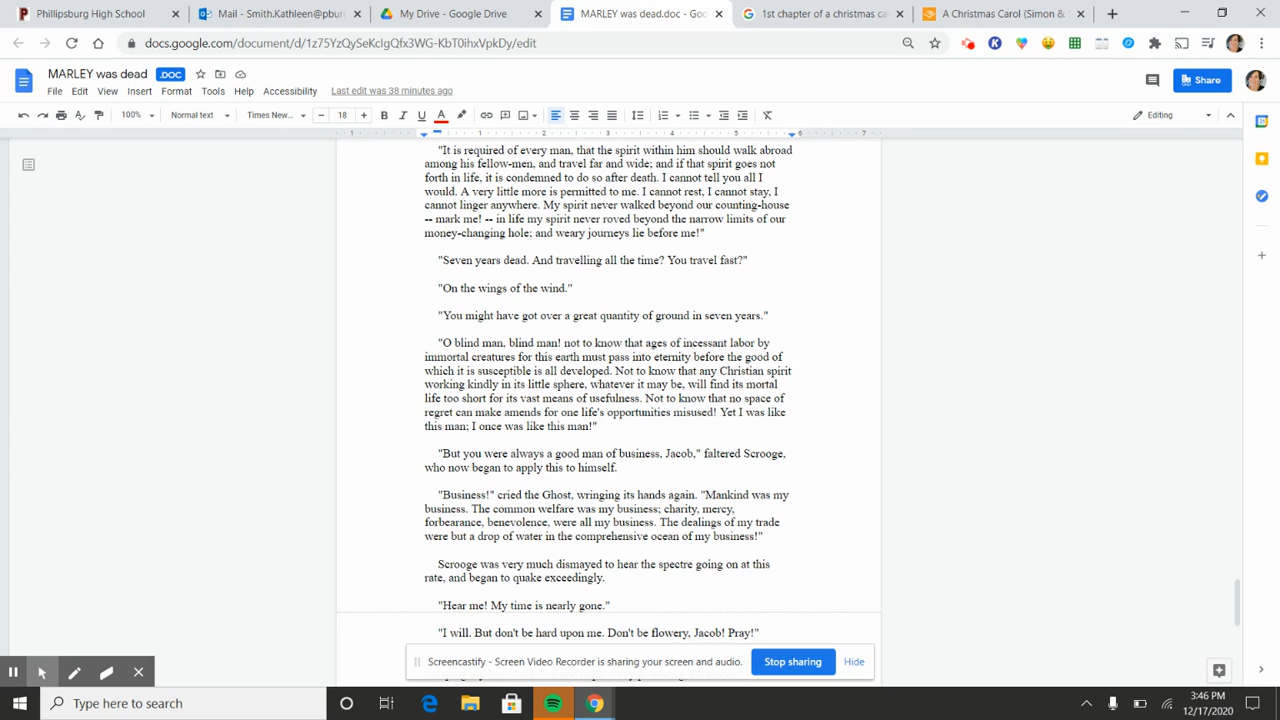 Phillipsburg High School
Mail - Smith.Kathleen@pbur
My Drive - Google Drive
MARLEY was dead.doc - Goo
1st chapter of a christmas ca
A Christmas Carol (Simon &
docs.google.com/document/d/1z75YzQySeKcIgQfx3WG-KbT0ihxVpkDy/edit
MARLEY was dead .DOC
Share
File Edit View Insert Format Tools Help Accessibility Last edit was 38 minutes ago
100% Normal text Times New... 18 B I U A Editing
1 1 2 3 4 5 6 7
"It is required of every man, that the spirit within him should walk abroad
among his fellow-men, and travel far and wide; and if that spirit goes not
forth in life, it is condemned to do so after death. I cannot tell you all I
would. A very little more is permitted to me. I cannot rest, I cannot stay, I
cannot linger anywhere. My spirit never walked beyond our counting-house
-- mark me! -- in life my spirit never roved beyond the narrow limits of our
money-changing hole; and weary journeys lie before me!"
"Seven years dead. And travelling all the time? You travel fast?"
"On the wings of the wind."
"You might have got over a great quantity of ground in seven years."
"O blind man, blind man! not to know that ages of incessant labor by
immortal creatures for this earth must pass into eternity before the good of
which it is susceptible is all developed. Not to know that any Christian spirit
working kindly in its little sphere, whatever it may be, will find its mortal
life too short for its vast means of usefulness. Not to know that no space of
regret can make amends for one life's opportunities misused! Yet I was like
this man; I once was like this man!"
"But you were always a good man of business, Jacob," faltered Scrooge,
who now began to apply this to himself.
"Business!" cried the Ghost, wringing its hands again. "Mankind was my
business. The common welfare was my business; charity, mercy,
forbearance, benevolence, were all my business. The dealings of my trade
were but a drop of water in the comprehensive ocean of my business!"
Scrooge was very much dismayed to hear the spectre going on at this
rate, and began to quake exceedingly.
"Hear me! My time is nearly gone."
"I will. But don't be hard upon me. Don't be flowery, Jacob! Pray!"
Screencastify - Screen Video Recorder is sharing your screen and audio. Stop sharing Hide
Type here to search
3:46 PM
12/17/2020